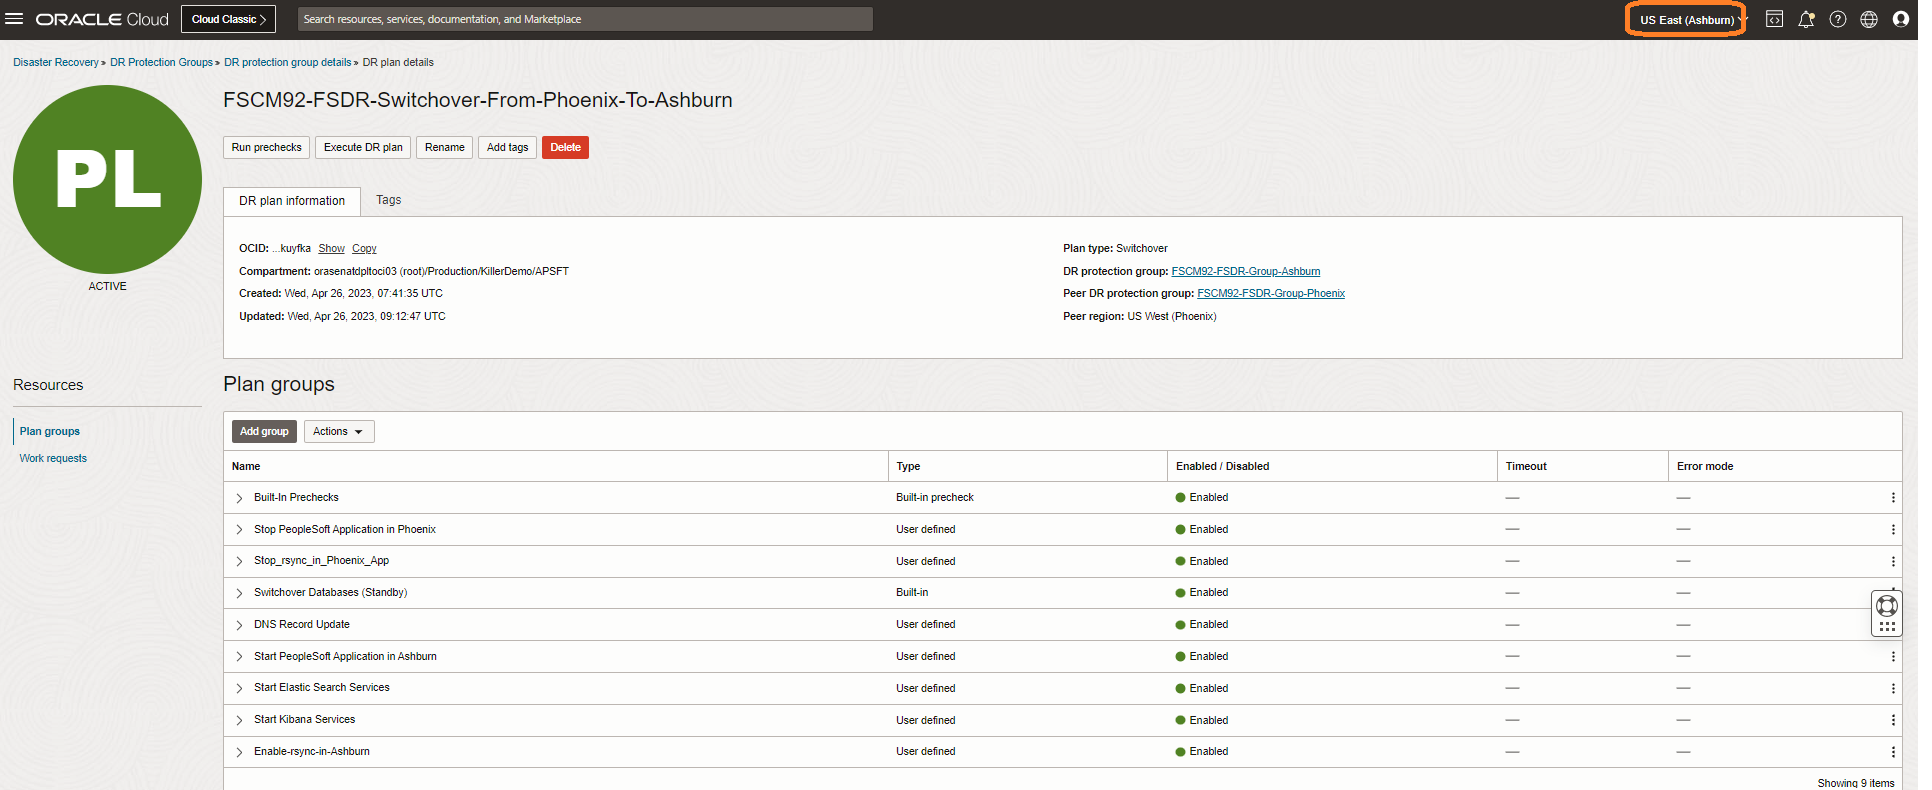 ORACLE Cloud Cloud Classic Search resources, services, documentation, and Marketplace US East (Ashburn)
Disaster Recovery » DR Protection Groups » DR protection group details » DR plan details
PL
ACTIVE
FSCM92-FSDR-Switchover-From-Phoenix-To-Ashburn
Run prechecks Execute DR plan Rename Add tags Delete
DR plan information Tags
OCID: ...kuyfka Show Copy
Compartment: orasenatdpltoci03 (root)/Production/KillerDemo/APSFT
Created: Wed, Apr 26, 2023, 07:41:35 UTC
Updated: Wed, Apr 26, 2023, 09:12:47 UTC
Plan type: Switchover
DR protection group: FSCM92-FSDR-Group-Ashburn
Peer DR protection group: FSCM92-FSDR-Group-Phoenix
Peer region: US West (Phoenix)
Resources
Plan groups
Work requests
Plan groups
Add group Actions
Name Type Enabled / Disabled Timeout Error mode
Built-In Prechecks Built-in precheck Enabled — —
Stop PeopleSoft Application in Phoenix User defined Enabled — —
Stop_rsync_in_Phoenix_App User defined Enabled — —
Switchover Databases (Standby) Built-in Enabled — —
DNS Record Update User defined Enabled — —
Start PeopleSoft Application in Ashburn User defined Enabled — —
Start Elastic Search Services User defined Enabled — —
Start Kibana Services User defined Enabled — —
Enable-rsync-in-Ashburn User defined Enabled — —
Showing 9 items